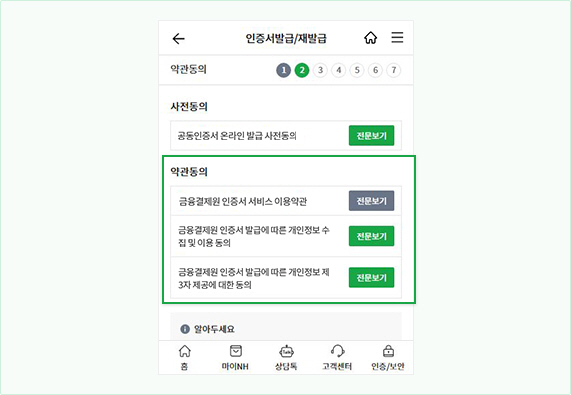 인증서발급/재발급
약관동의
1 2 3 4 5 6 7
사전동의
공동인증서 온라인 발급 사전동의
전문보기
약관동의
금융결제원 인증서 서비스 이용약관
전문보기
금융결제원 인증서 발급에 따른 개인정보 수
집 및 이용 동의
전문보기
금융결제원 인증서 발급에 따른 개인정보 제
3자 제공에 대한 동의
전문보기
알아두세요
홈 마이NH 상담톡 고객센터 인증/보안